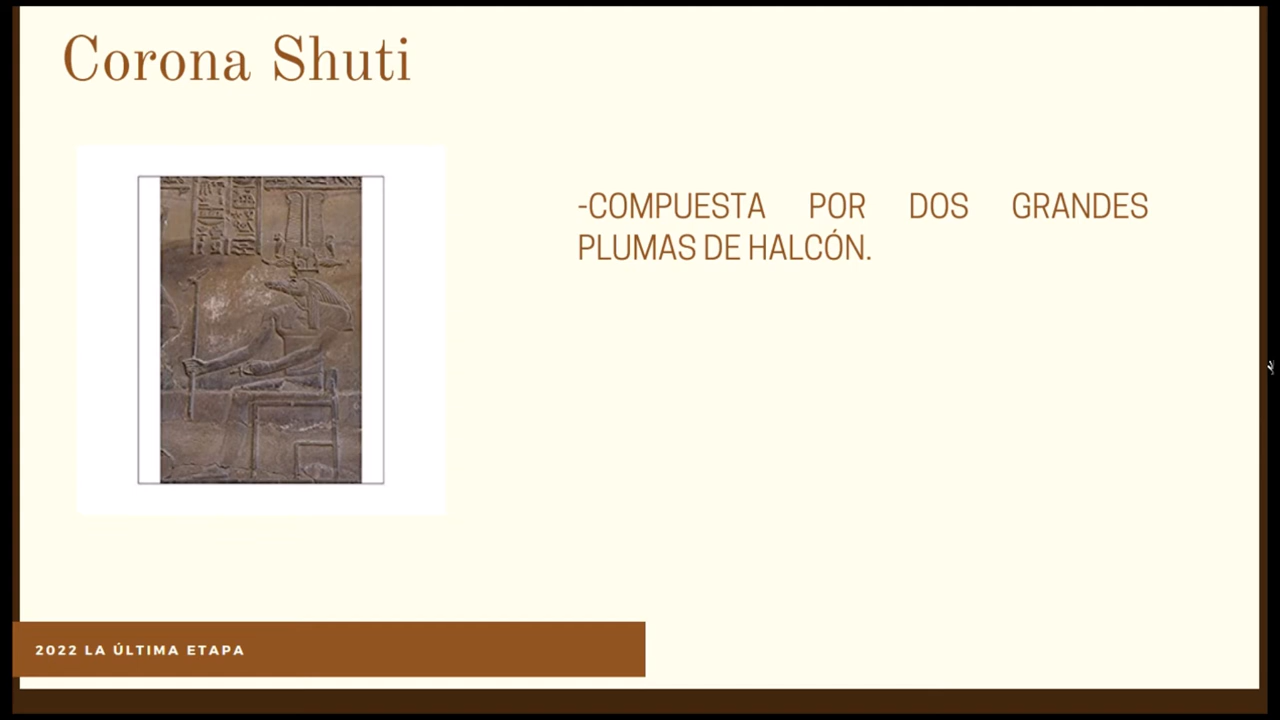 Corona Shuti
-COMPUESTA POR DOS GRANDES
PLUMAS DE HALCÓN.
2022 LA ÚLTIMA ETAPA